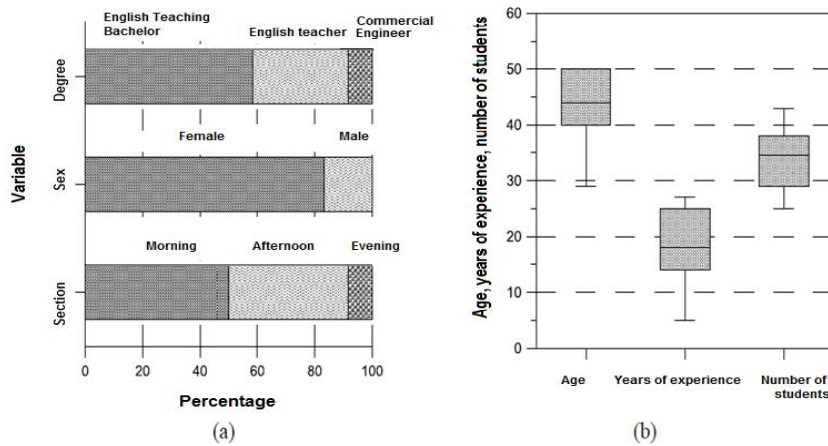 English Teaching
Bachelor
English teacher
Commercial
Engineer
Degree
Female
Male
Sex
Variable
Morning
Afternoon
Evening
Section
0 20 40 60 80 100
Percentage
(a)
60
50
40
30
20
10
0
Age, years of experience, number of students
Age
Years of experience
Number of
students
(b)